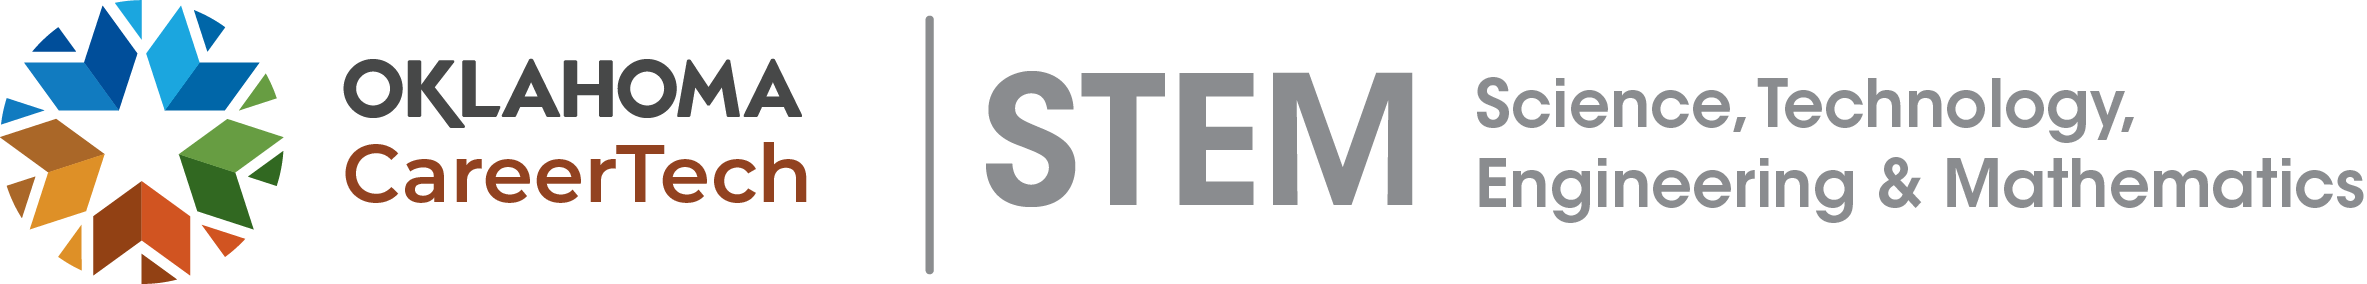 OKLAHOMA
CareerTech
STEM
Science, Technology,
Engineering & Mathematics